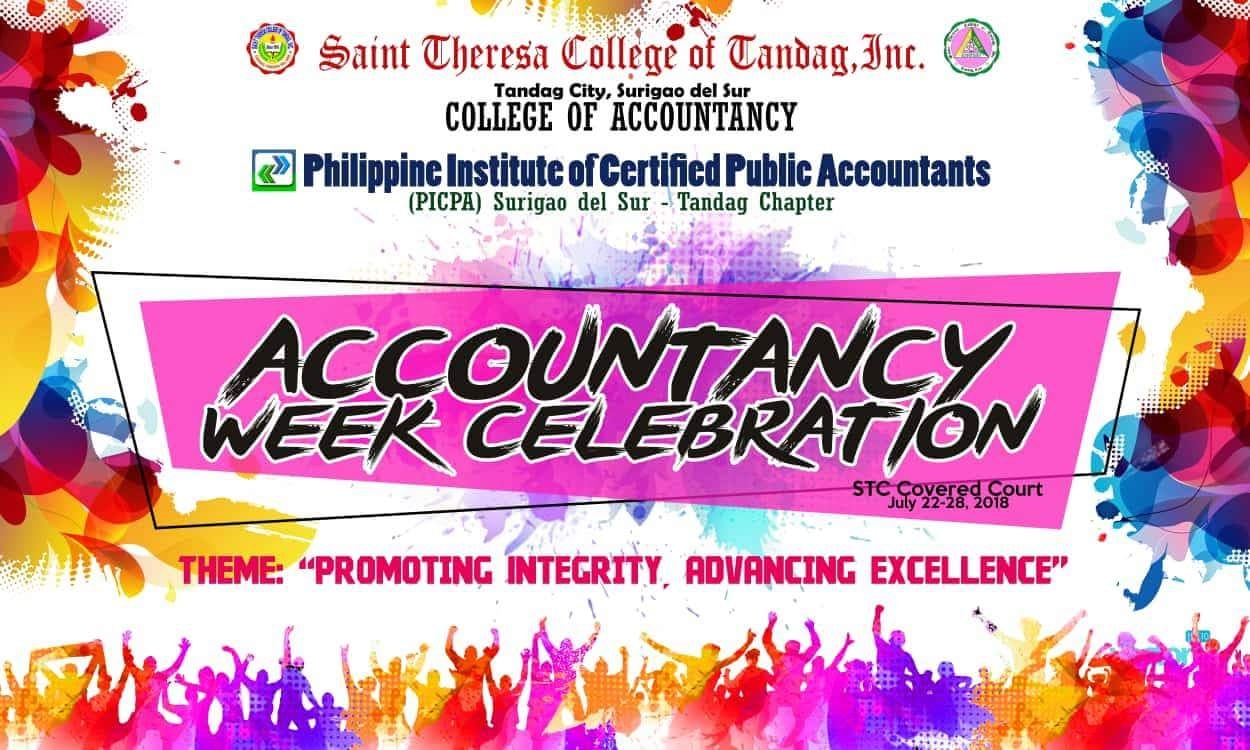 Saint Theresa College of Tandag, Inc.
Tandag City, Surigao del Sur
COLLEGE OF ACCOUNTANCY
Philippine Institute of Certified Public Accountants
(PICPA) Surigao del Sur - Tandag Chapter
ACCOUNTANCY
WEEK CELEBRATION
STC Covered Court
July 22-28, 2018
THEME: "PROMOTING INTEGRITY, ADVANCING EXCELLENCE"